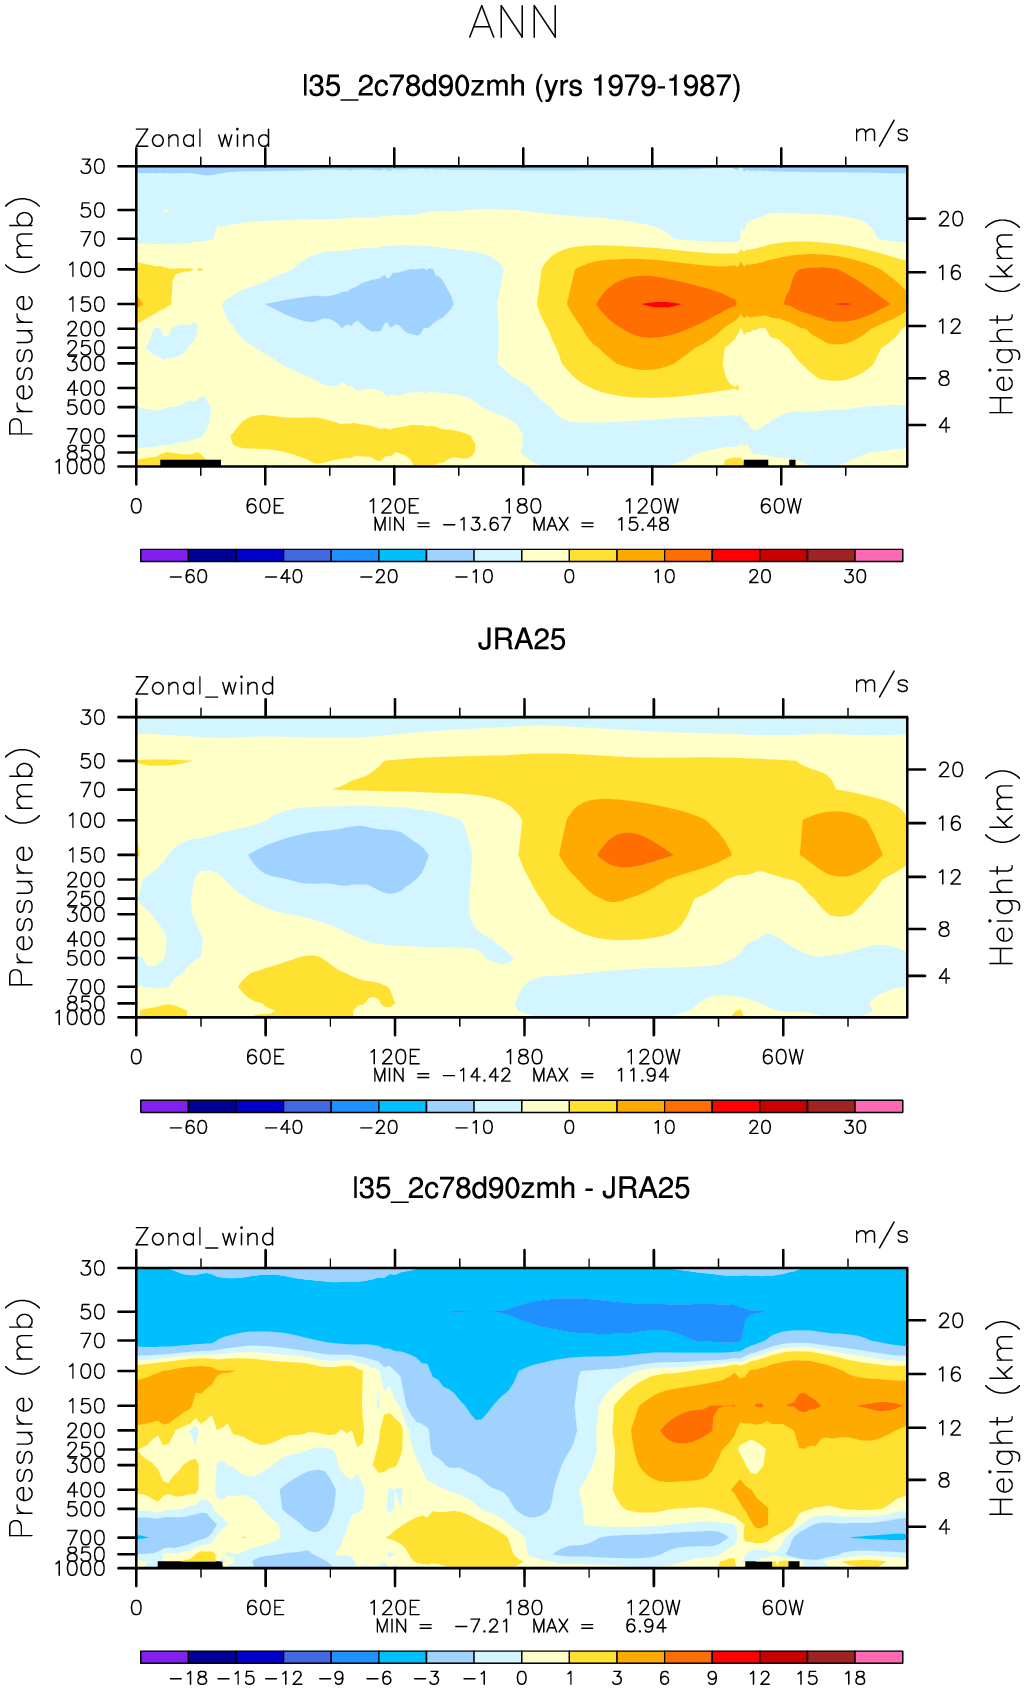 ANN
l35_2c78d90zmh (yrs 1979-1987)
Zonal wind m/s
30
50
70
100
150
200
250
300
400
500
700
850
1000
Pressure (mb)
20
16
12
8
4
Height (km)
0 60E 120E 180 120W 60W
MIN = -13.67 MAX = 15.48
-60 -40 -20 -10 0 10 20 30
JRA25
Zonal_wind m/s
30
50
70
100
150
200
250
300
400
500
700
850
1000
Pressure (mb)
20
16
12
8
4
Height (km)
0 60E 120E 180 120W 60W
MIN = -14.42 MAX = 11.94
-60 -40 -20 -10 0 10 20 30
l35_2c78d90zmh - JRA25
Zonal_wind m/s
30
50
70
100
150
200
250
300
400
500
700
850
1000
Pressure (mb)
20
16
12
8
4
Height (km)
0 60E 120E 180 120W 60W
MIN = -7.21 MAX = 6.94
-18 -15 -12 -9 -6 -3 -1 0 1 3 6 9 12 15 18